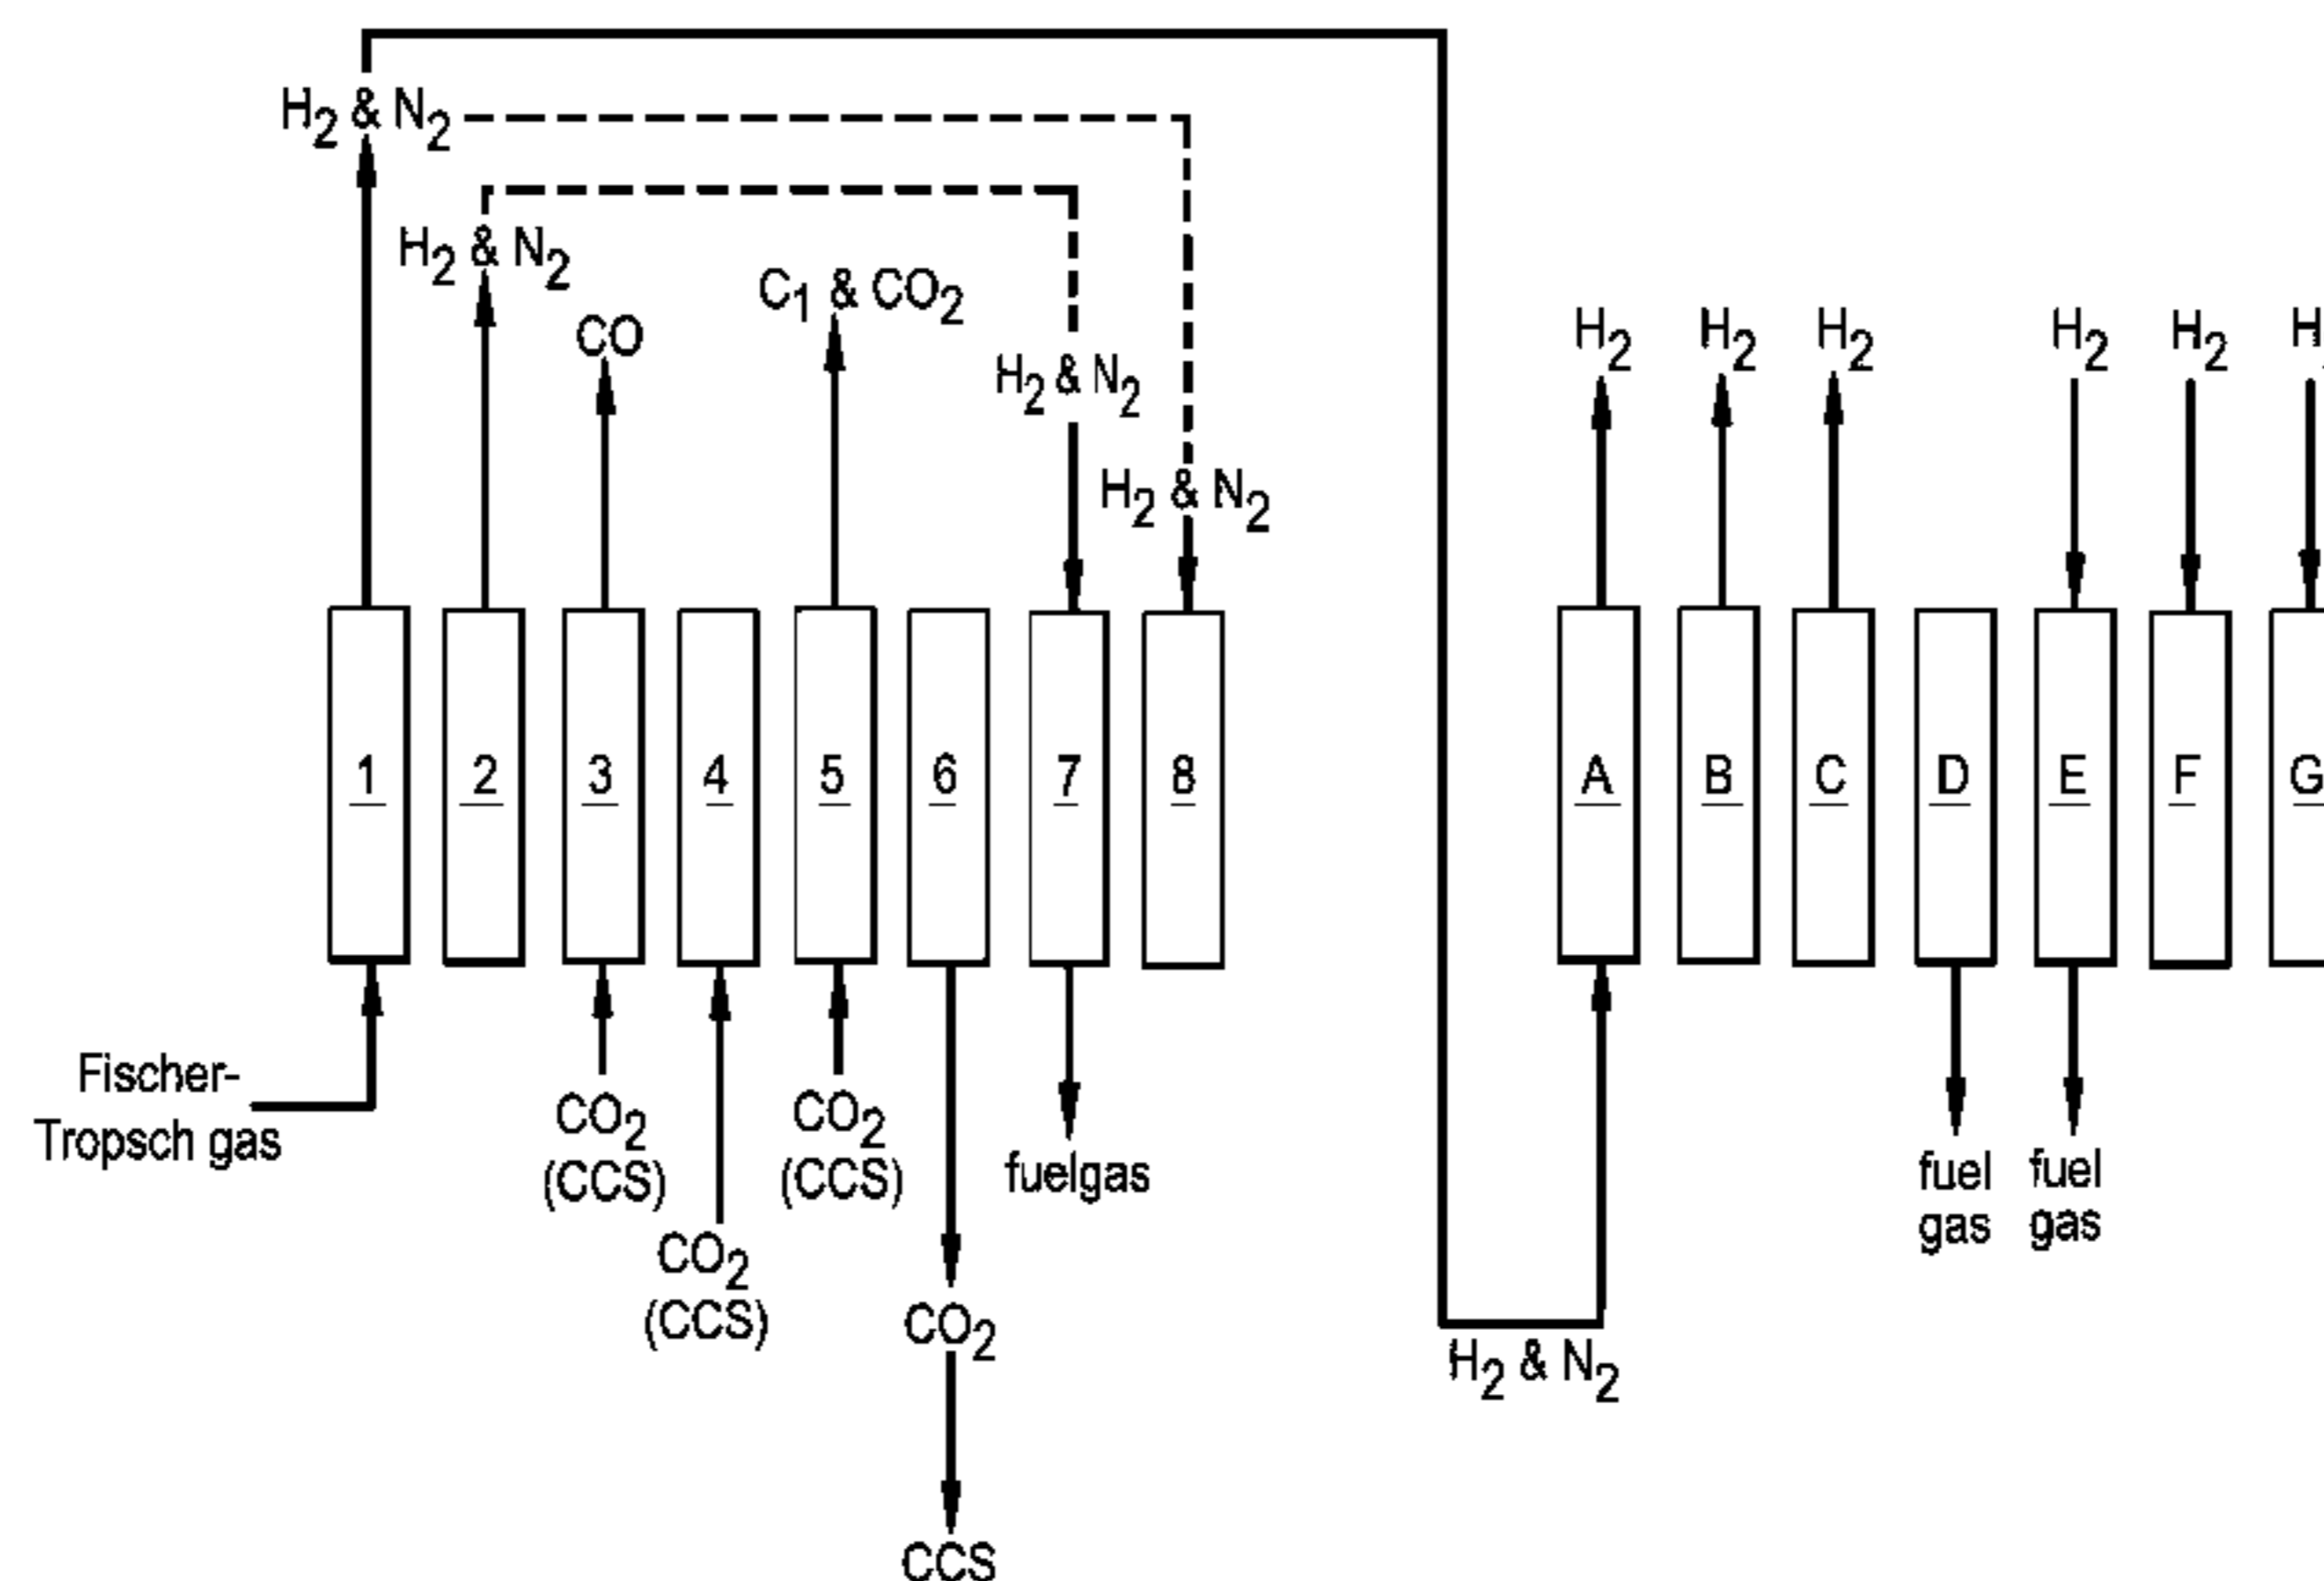 H2 & N2
H2 & N2
CO
C1 & CO2
H2 & N2
H2 & N2
H2
H2
H2
H2
H2
H
1
2
3
4
5
6
7
8
A
B
C
D
E
F
G
Fischer-
Tropsch gas
CO2
(CCS)
CO2
(CCS)
CO2
(CCS)
fuelgas
CO2
CCS
fuel
gas
fuel
gas
H2 & N2